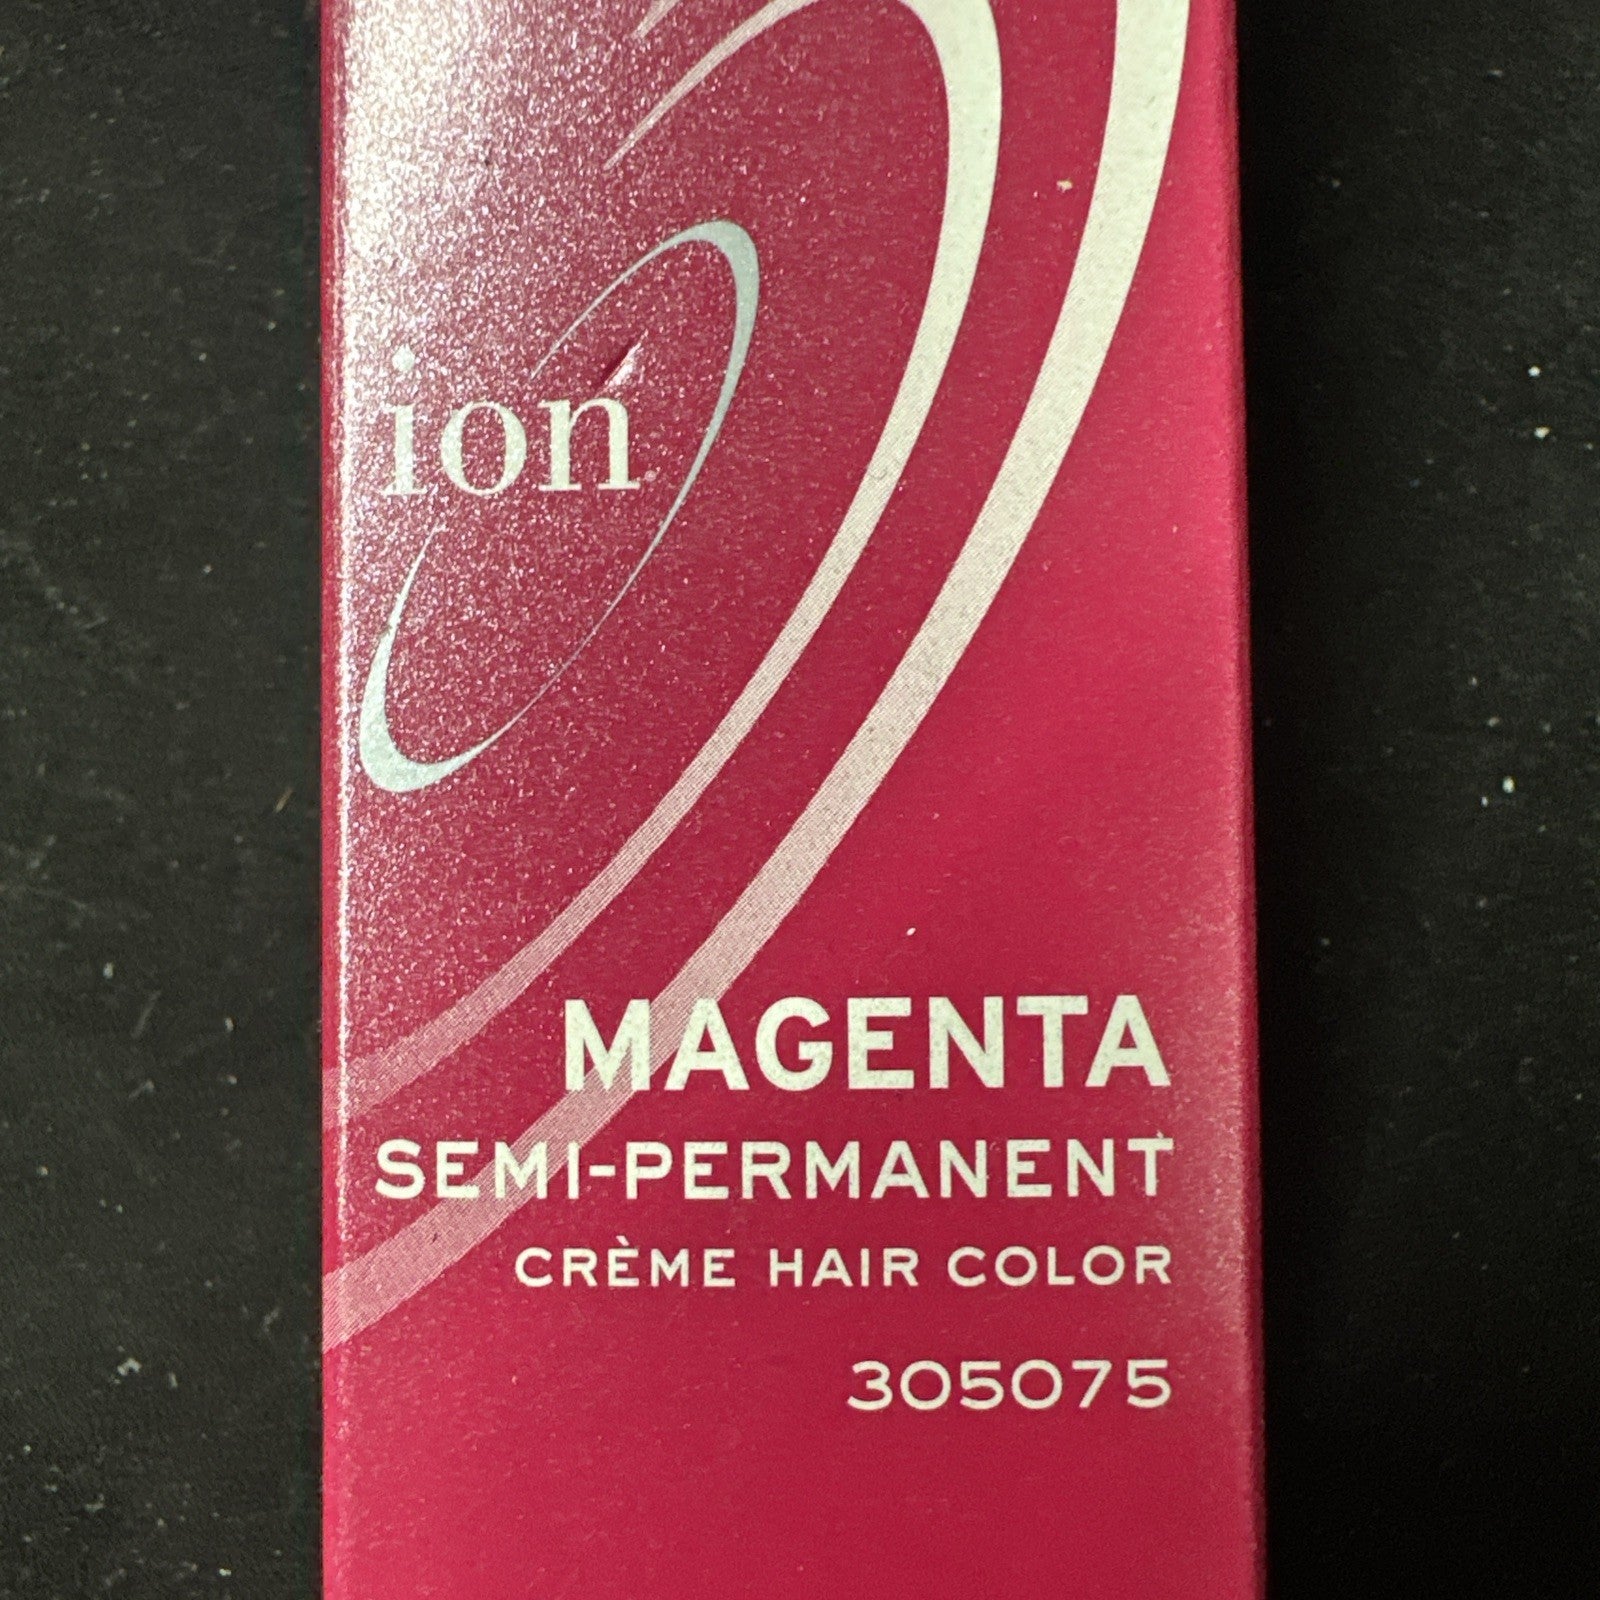 ion
MAGENTA
SEMI-PERMANENT
CRÈME HAIR COLOR
305075